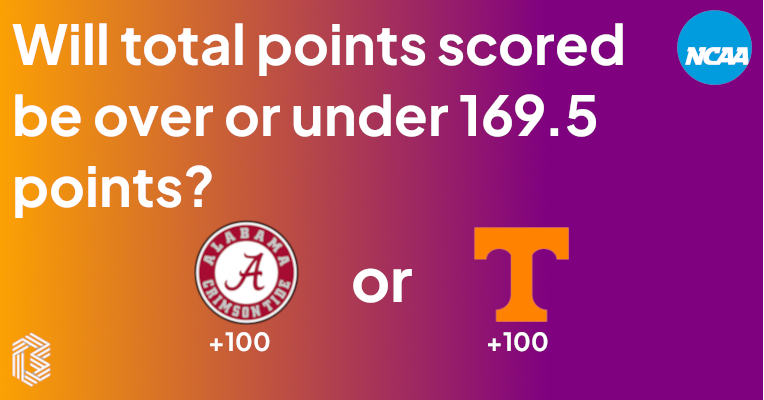 Will total points scored
NCAA
be over or under 169.5
points?
ALABAMA
A
CRIMSON TIDE
or
T
+100
+100